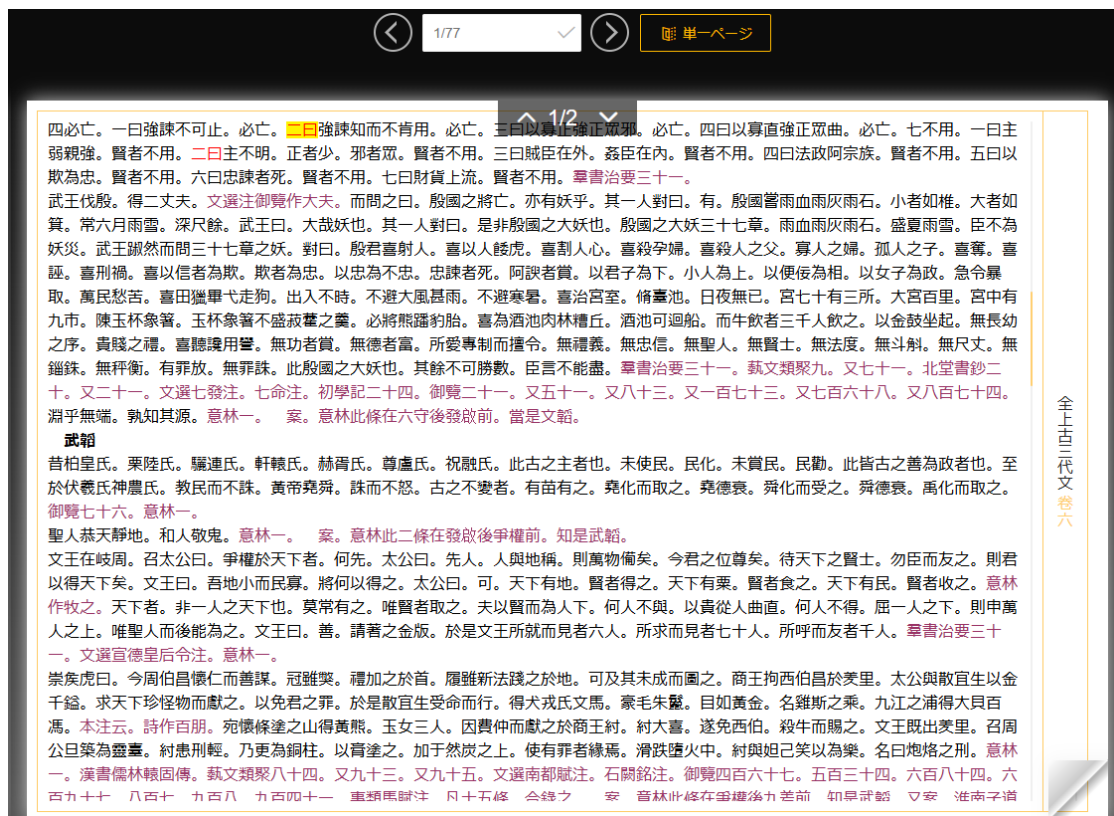 1/77
単一ページ
1/2
四必亡。一曰強諫不可止。必亡。二曰強諫知而不肯用。必亡。三曰以寡正強正眾邪。必亡。四曰以寡直強正眾曲。必亡。七不用。一曰主
弱親強。賢者不用。二曰主不明。正者少。邪者眾。賢者不用。三曰賊臣在外。姦臣在內。賢者不用。四曰法政阿宗族。賢者不用。五曰以
欺為忠。賢者不用。六曰忠諫者死。賢者不用。七曰財貨上流。賢者不用。羣書治要三十一。
武王伐殷。得二丈夫。文選注御覽作大夫。而問之曰。殷國之將亡。亦有妖乎。其一人對曰。有。殷國嘗雨血雨灰雨石。小者如椎。大者如
箕。常六月雨雪。深尺餘。武王曰。大哉妖也。其一人對曰。是非殷國之大妖也。殷國之大妖三十七章。雨血雨灰雨石。盛夏雨雪。臣不為
妖災。武王踧然而問三十七章之妖。對曰。殷君喜射人。喜以人餧虎。喜割人心。喜殺孕婦。喜殺人之父。寡人之婦。孤人之子。喜奪。喜
誣。喜刑禍。喜以信者為欺。欺者為忠。以忠為不忠。忠諫者死。阿諛者賞。以君子為下。小人為上。以便佞為相。以女子為政。急令暴
取。萬民愁苦。喜田獵畢弋走狗。出入不時。不避大風甚雨。不避寒暑。喜治宮室。脩臺池。日夜無已。宮七十有三所。大宮百里。宮中有
九市。陳玉杯象箸。玉杯象箸不盛菽藿之羹。必將熊蹯豹胎。喜為酒池肉林糟丘。酒池可迴船。而牛飲者三千人飲之。以金鼓坐起。無長幼
之序。貴賤之禮。喜聽讒用譽。無功者賞。無德者富。所愛專制而擅令。無禮義。無忠信。無聖人。無賢士。無法度。無斗斛。無尺丈。無
錙銖。無秤衡。有罪放。無罪誅。此殷國之大妖也。其餘不可勝數。臣言不能盡。羣書治要三十一。藝文類聚九。又七十一。北堂書鈔二
十。又二十一。文選七發注。七命注。初學記二十四。御覽二十一。又五十一。又八十三。又一百七十三。又七百六十八。又八百七十四。
淵乎無端。孰知其源。意林一。　案。意林此條在六守後發啟前。當是文韜。
武韜
昔柏皇氏。栗陸氏。驪連氏。軒轅氏。赫胥氏。尊盧氏。祝融氏。此古之主者也。未使民。民化。未賞民。民勸。此皆古之善為政者也。至
於伏羲氏神農氏。教民而不誅。黃帝堯舜。誅而不怒。古之不變者。有苗有之。堯化而取之。堯德衰。舜化而受之。舜德衰。禹化而取之。
御覽七十六。意林一。
聖人恭天靜地。和人敬鬼。意林一。　案。意林此二條在發啟後爭權前。知是武韜。
文王在岐周。召太公曰。爭權於天下者。何先。太公曰。先人。人與地稱。則萬物備矣。今君之位尊矣。待天下之賢士。勿臣而友之。則君
以得天下矣。文王曰。吾地小而民寡。將何以得之。太公曰。可。天下有地。賢者得之。天下有粟。賢者食之。天下有民。賢者收之。意林
作牧之。天下者。非一人之天下也。莫常有之。唯賢者取之。夫以賢而為人下。何人不與。以貴從人曲直。何人不得。屈一人之下。則申萬
人之上。唯聖人而後能為之。文王曰。善。請著之金版。於是文王所就而見者六人。所求而見者七十人。所呼而友者千人。羣書治要三十
一。文選宣德皇后令注。意林一。
崇矦虎曰。今周伯昌懷仁而善謀。冠雖獘。禮加之於首。履雖新法踐之於地。可及其未成而圖之。商王拘西伯昌於羑里。太公與散宜生以金
千鎰。求天下珍怪物而獻之。以免君之罪。於是散宜生受命而行。得犬戎氏文馬。豪毛朱鬣。目如黃金。名雞斯之乘。九江之浦得大貝百
馮。本注云。詩作百朋。宛懷條塗之山得黃熊。玉女三人。因費仲而獻之於商王紂。紂大喜。遂免西伯。殺牛而賜之。文王既出羑里。召周
公旦築為靈臺。紂患刑輕。乃更為銅柱。以膏塗之。加于然炭之上。使有罪者緣焉。滑跌墮火中。紂與妲己笑以為樂。名曰炮烙之刑。意林
一。漢書儒林轅固傳。藝文類聚八十四。又九十三。又九十五。文選南都賦注。石闕銘注。御覽四百六十七。五百三十四。六百八十四。六
百九十七。八百七。九百八。九百四十一。事類馬賦注。凡十五條。合錄之。　案。意林此條在爭權後九差前。知是武韜。又案。淮南子道
全上古三代文 卷六